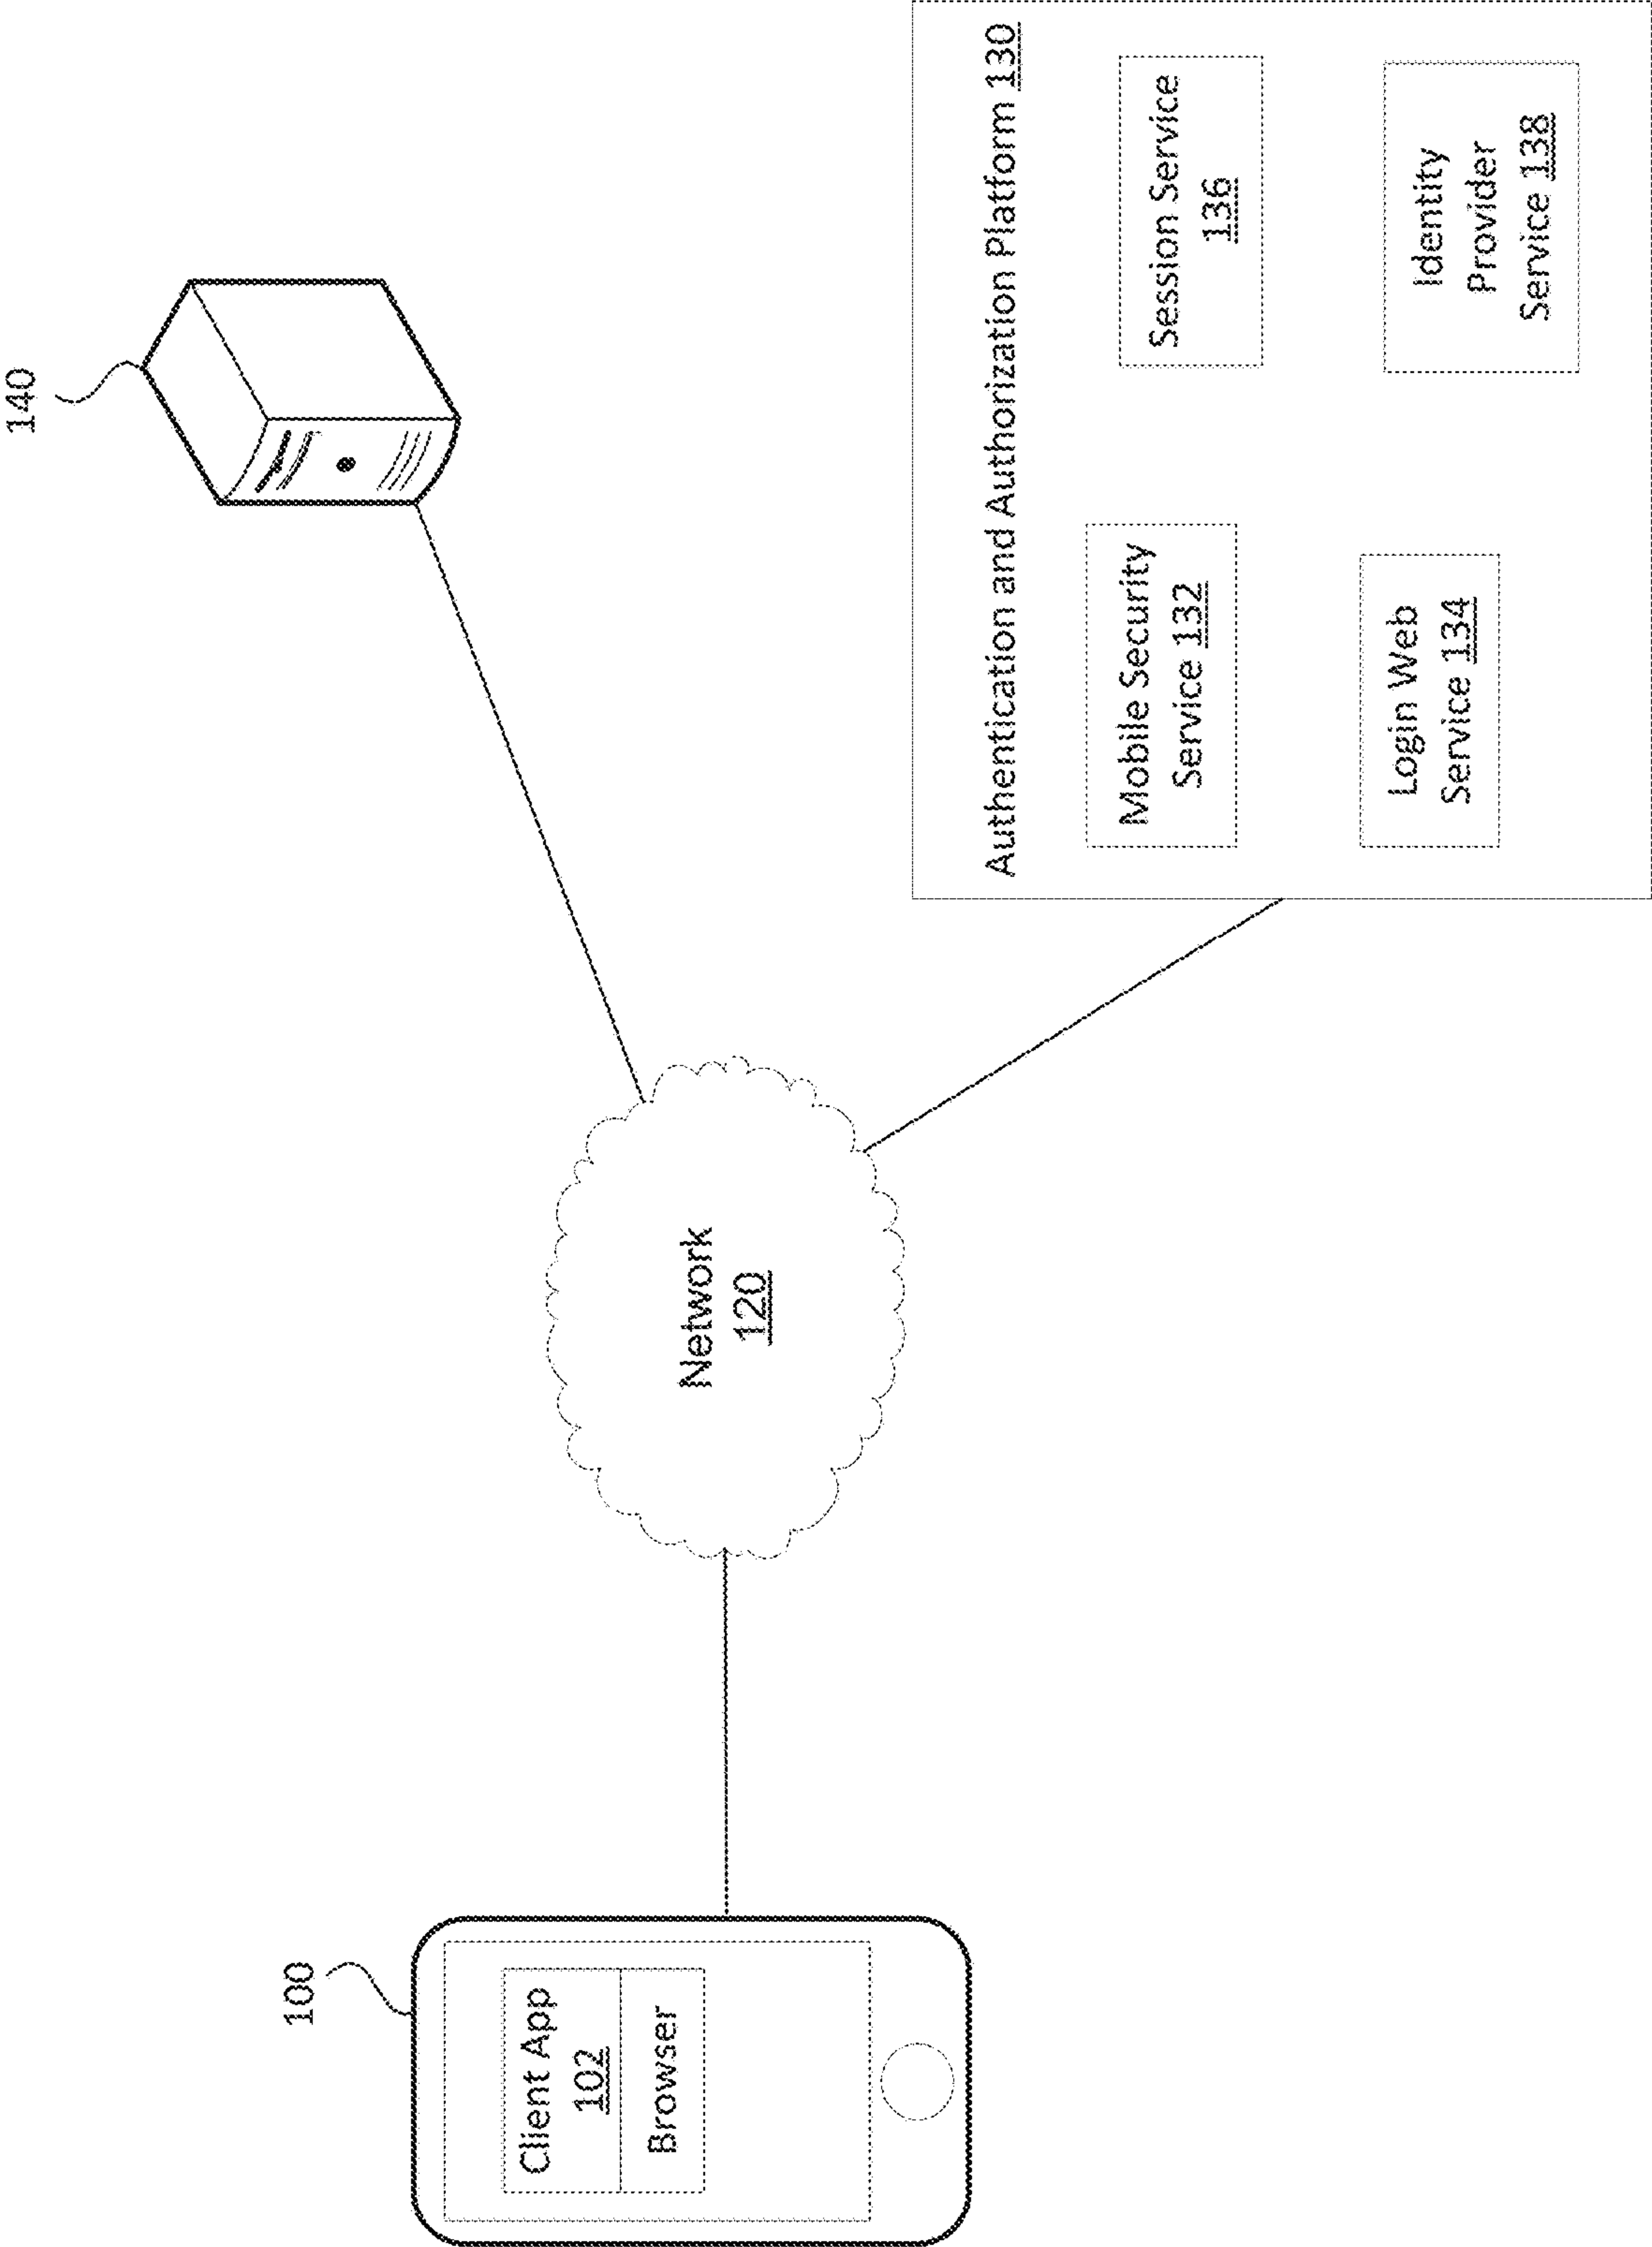 140
100
Client App
102
Browser
Network
120
Authentication and Authorization Platform 130
Mobile Security
Service 132
Session Service
136
Login Web
Service 134
Identity
Provider
Service 138